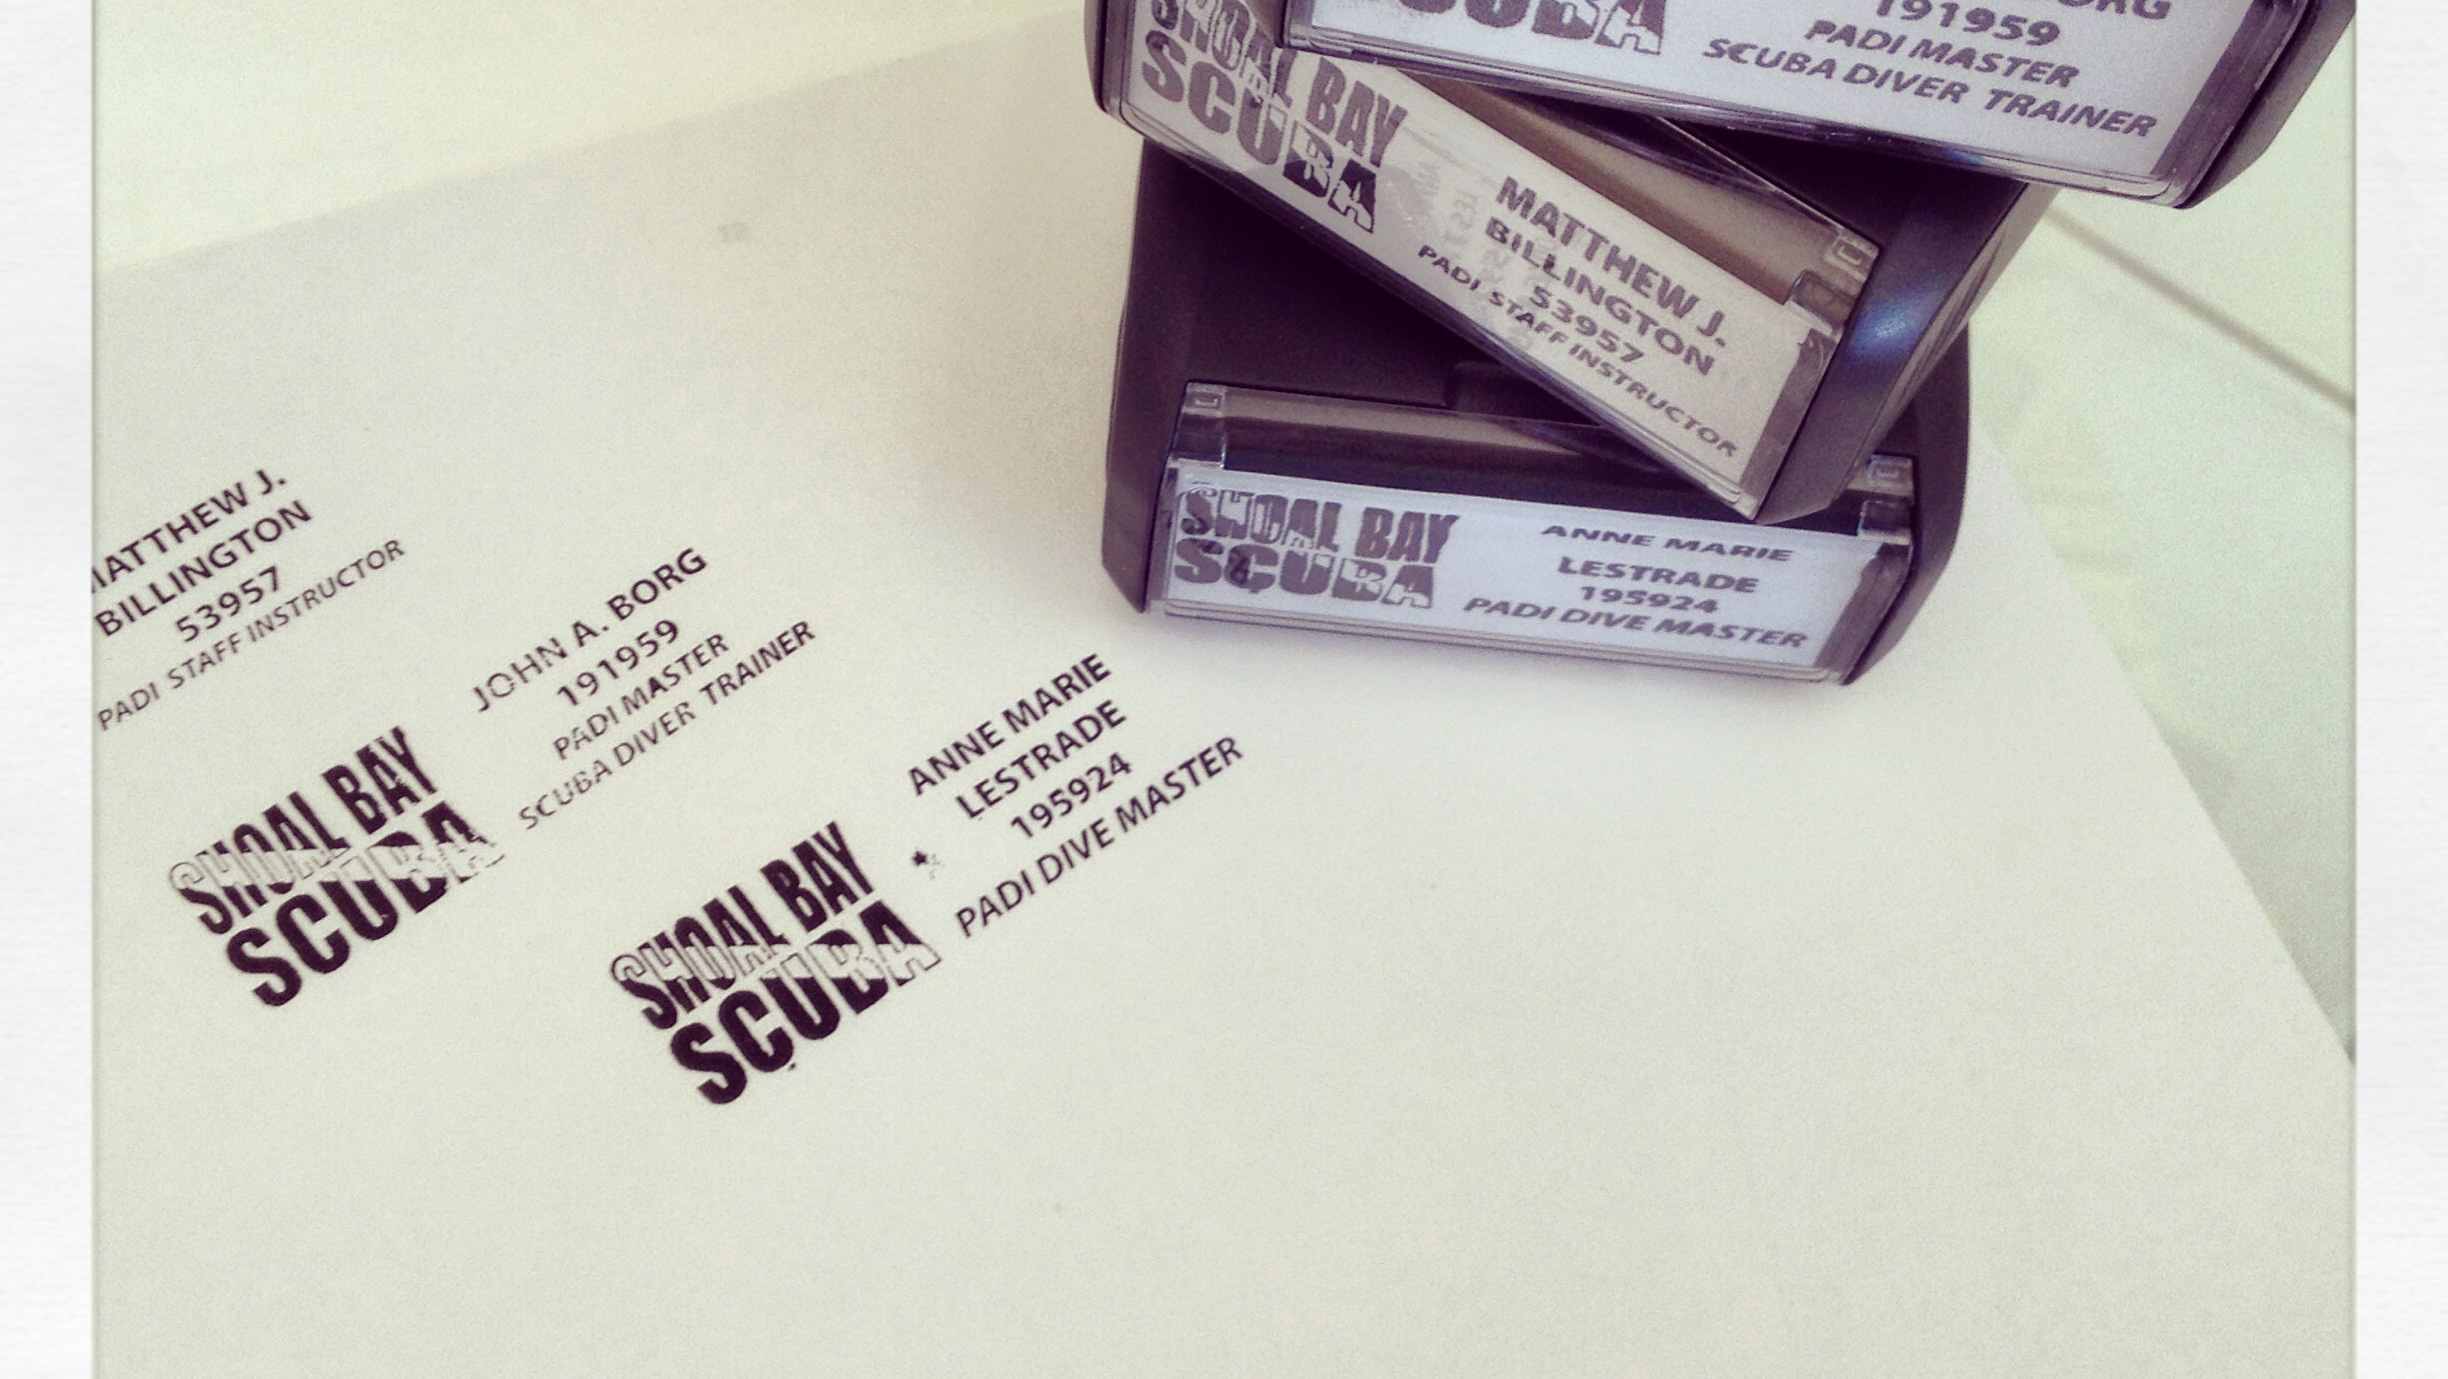 SCUBA
BORG
191959
PADI MASTER
SCUBA DIVER TRAINER
SHOAL BAY
SCUBA
MATTHEW J.
BILLINGTON
53957
PADI STAFF INSTRUCTOR
SHOAL BAY
SCUBA
ANNE MARIE
LESTRADE
195924
PADI DIVE MASTER
MATTHEW J.
BILLINGTON
53957
PADI STAFF INSTRUCTOR
SHOAL BAY
SCUBA
JOHN A. BORG
191959
PADI MASTER
SCUBA DIVER TRAINER
SHOAL BAY
SCUBA
ANNE MARIE
LESTRADE
195924
PADI DIVE MASTER